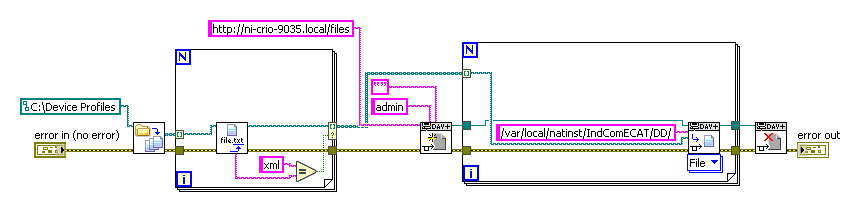 http://ni-crio-9035.local/files
N
N
""
C:\Device Profiles
admin
DAV+
DAV+
DAV+
error in (no error)
file.txt
/var/local/natinst/IndComECAT/DD/
error out
xml
=
?
File
i
i